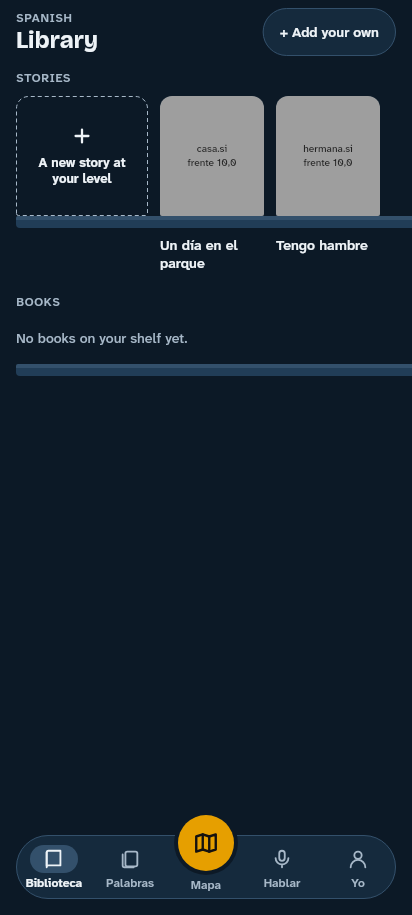 SPANISH
Library
+ Add your own
STORIES
A new story at
your level
casa.si
frente 10,0
hermana.si
frente 10,0
Un día en el
parque
Tengo hambre
BOOKS
No books on your shelf yet.
Biblioteca
Palabras
Mapa
Hablar
Yo